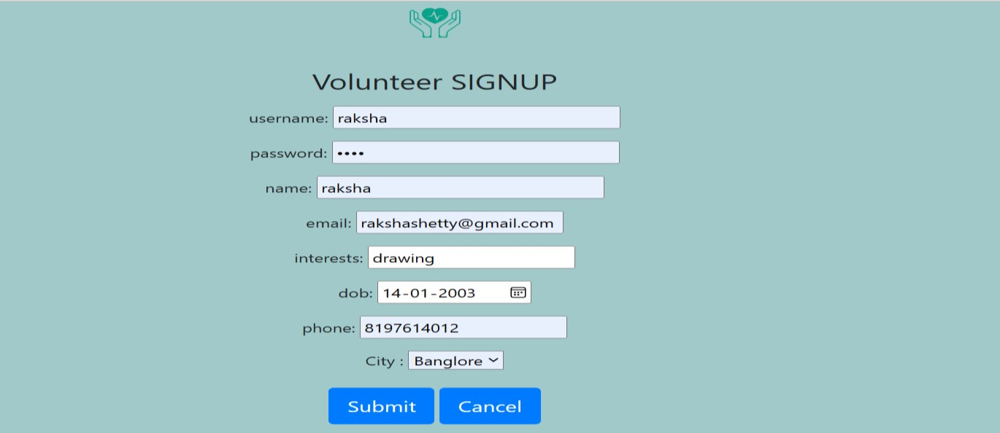 Volunteer SIGNUP
username: raksha
password: ••••
name: raksha
email: rakshashetty@gmail.com
interests: drawing
dob: 14-01-2003
phone: 8197614012
City : Banglore
Submit Cancel